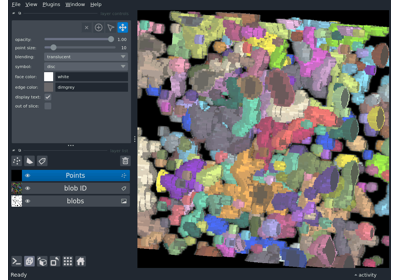 File View Plugins Window Help
opacity: 1.00
point size: 10
blending: translucent
symbol: disc
face color: white
edge color: dimgrey
display text: ✓
out of slice:
Points
blob ID
blobs
Ready
activity